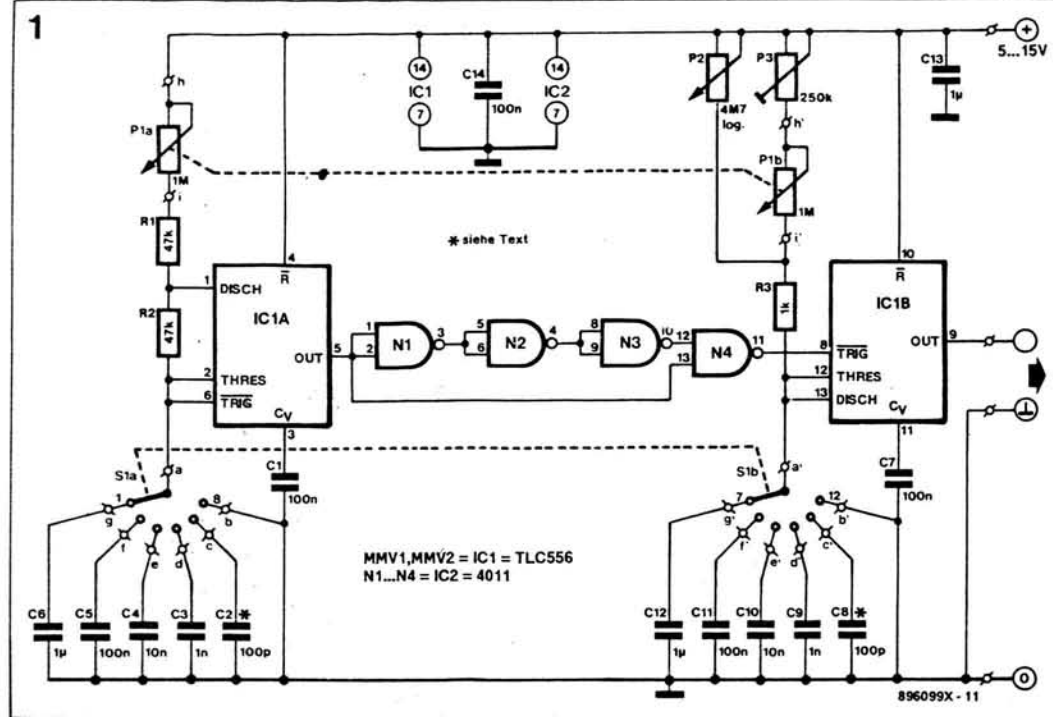 1
+
5...15V
h
P1a
1M
i
R1
47k
R2
47k
14
IC1
7
C14
100n
14
IC2
7
P2
4M7
log.
P3
250k
h'
P1b
1M
i'
R3
1k
C13
1µ
* siehe Text
4
R̅
1
DISCH
IC1A
OUT
5
2
THRES
6
T̅R̅I̅G̅
CV
3
C1
100n
1
2
N1
3
5
6
N2
4
8
9
N3
10
12
13
N4
11
10
R̅
IC1B
OUT
9
8
T̅R̅I̅G̅
12
THRES
13
DISCH
CV
11
C7
100n
S1a
a
1
8
g
f
e
d
c
b
S1b
a'
7
12
g'
f'
e'
d'
c'
b'
MMV1,MMV2 = IC1 = TLC556
N1...N4 = IC2 = 4011
C6
1µ
C5
100n
C4
10n
C3
1n
C2
*
100p
C12
1µ
C11
100n
C10
10n
C9
1n
C8
*
100p
0
896099X - 11